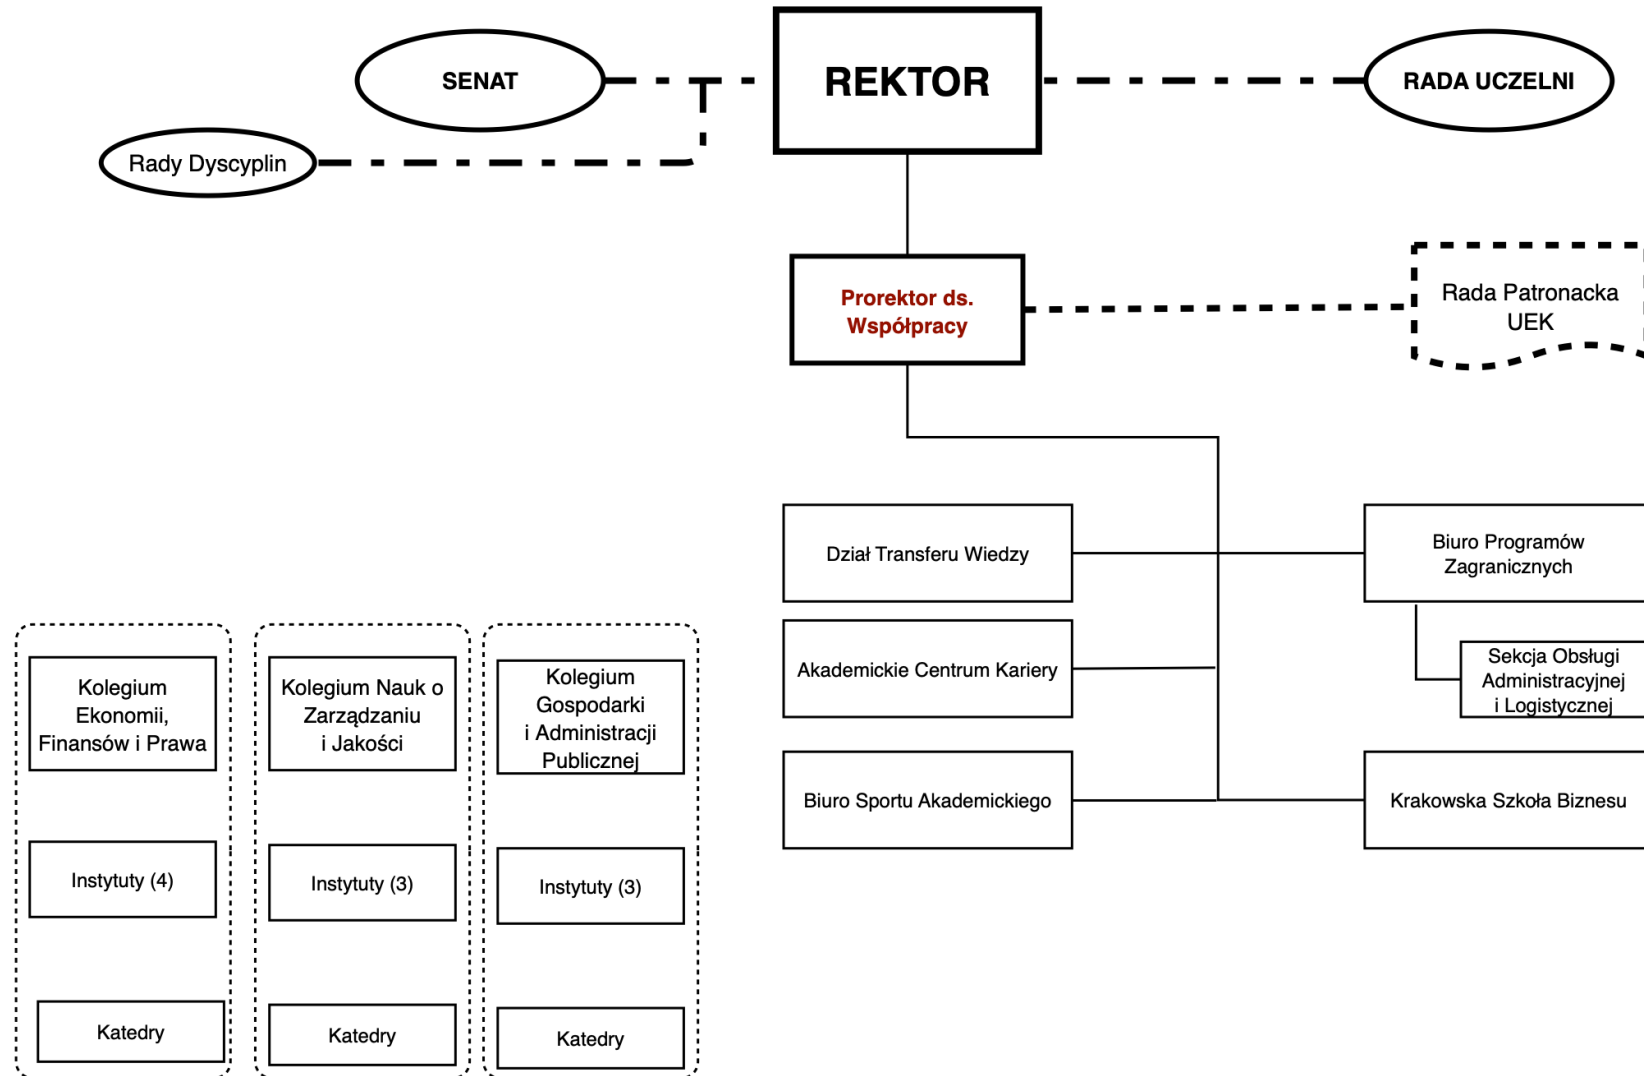 SENAT
REKTOR
RADA UCZELNI
Rady Dyscyplin
Prorektor ds.
Współpracy
Rada Patronacka
UEK
Dział Transferu Wiedzy
Biuro Programów
Zagranicznych
Akademickie Centrum Kariery
Sekcja Obsługi
Administracyjnej
i Logistycznej
Biuro Sportu Akademickiego
Krakowska Szkoła Biznesu
Kolegium
Ekonomii,
Finansów i Prawa
Kolegium Nauk o
Zarządzaniu
i Jakości
Kolegium
Gospodarki
i Administracji
Publicznej
Instytuty (4)
Instytuty (3)
Instytuty (3)
Katedry
Katedry
Katedry